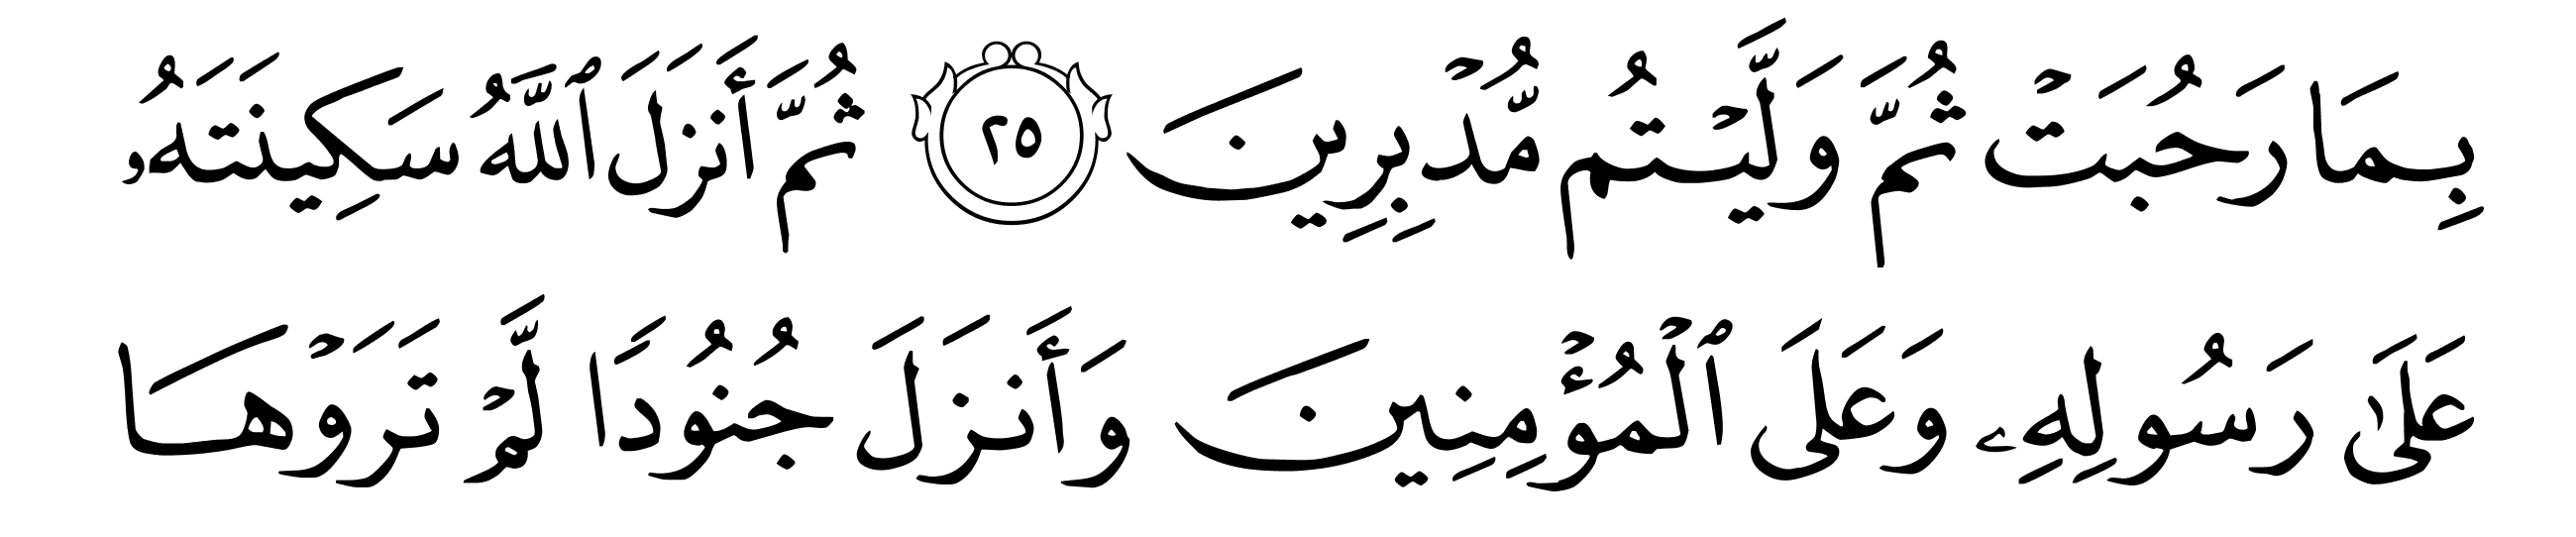 بِمَا رَحُبَتۡ ثُمَّ وَلَّيۡتُم مُّدۡبِرِينَ ٢٥ ثُمَّ أَنزَلَ ٱللَّهُ سَكِينَتَهُۥ
عَلَىٰ رَسُولِهِۦ وَعَلَى ٱلۡمُؤۡمِنِينَ وَأَنزَلَ جُنُودٗا لَّمۡ تَرَوۡهَا